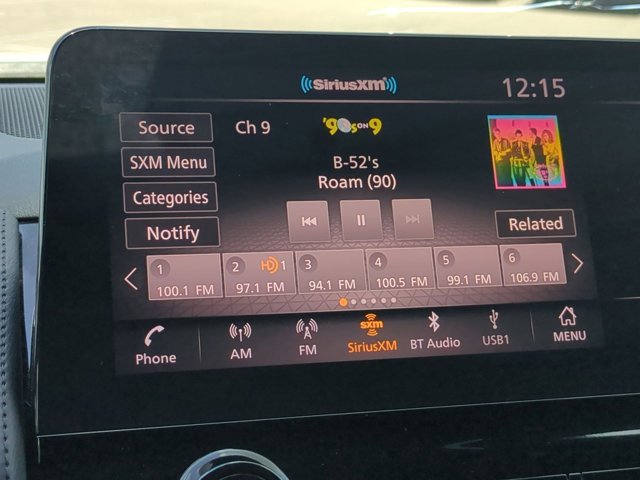 SiriusXM
12:15
Source
Ch 9
'90s ON 9
SXM Menu
B-52's
Roam (90)
Categories
Notify
Related
1 2 HD 1 3 4 5 6
100.1 FM 97.1 FM 94.1 FM 100.5 FM 99.1 FM 106.9 FM
sxm
Phone AM FM SiriusXM BT Audio USB1 MENU